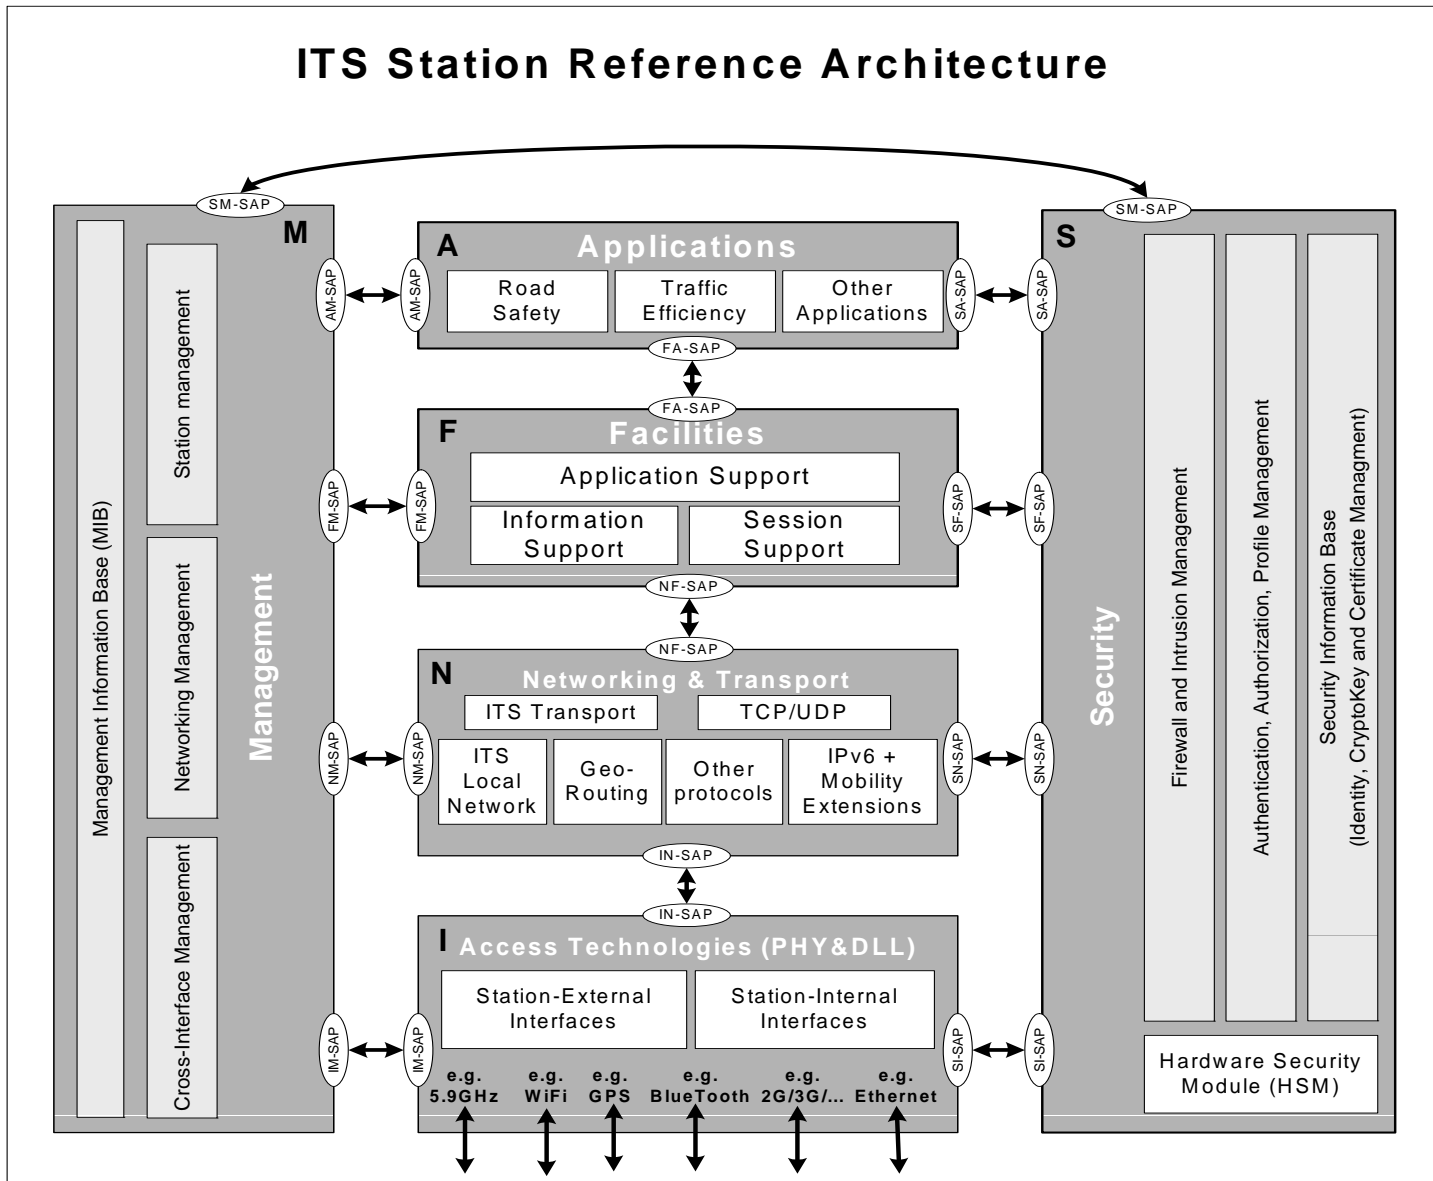 ITS Station Reference Architecture
SM-SAP
SM-SAP
M
Management Information Base (MIB)
Station management
Networking Management
Cross-Interface Management
Management
AM-SAP
AM-SAP
FM-SAP
FM-SAP
NM-SAP
NM-SAP
IM-SAP
IM-SAP
A
Applications
Road
Safety
Traffic
Efficiency
Other
Applications
FA-SAP
FA-SAP
F
Facilities
Application Support
Information
Support
Session
Support
NF-SAP
NF-SAP
N
Networking & Transport
ITS Transport
TCP/UDP
ITS
Local
Network
Geo-
Routing
Other
protocols
IPv6 +
Mobility
Extensions
IN-SAP
IN-SAP
I
Access Technologies (PHY&DLL)
Station-External
Interfaces
Station-Internal
Interfaces
e.g.
5.9GHz
e.g.
WiFi
e.g.
GPS
e.g.
BlueTooth
e.g.
2G/3G/...
e.g.
Ethernet
SA-SAP
SA-SAP
SF-SAP
SF-SAP
SN-SAP
SN-SAP
SI-SAP
SI-SAP
S
Security
Firewall and Intrusion Management
Authentication, Authorization, Profile Management
Security Information Base
(Identity, CryptoKey and Certificate Managment)
Hardware Security
Module (HSM)